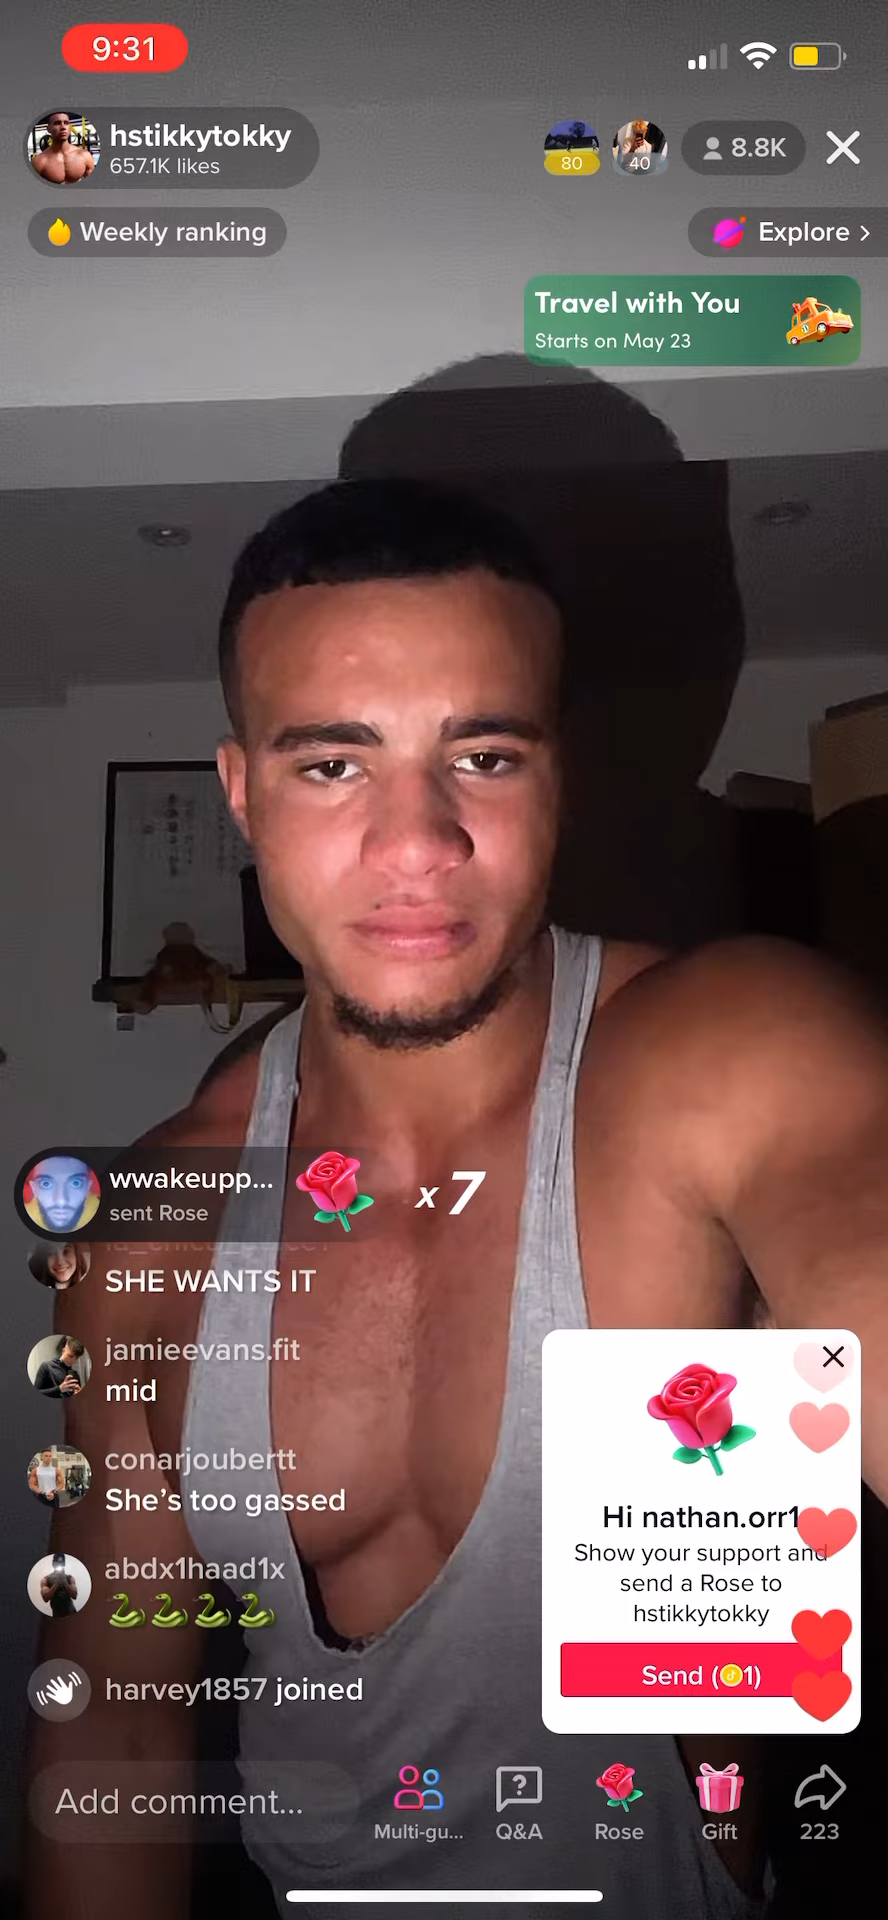 9:31
hstikkytokky
657.1K likes
80
40
8.8K
Weekly ranking
Explore >
Travel with You
Starts on May 23
wwakeupp...
sent Rose
x 7
SHE WANTS IT
jamieevans.fit
mid
conarjoubertt
She's too gassed
abdx1haad1x
🐍🐍🐍🐍
harvey1857 joined
Hi nathan.orr1
Show your support and
send a Rose to
hstikkytokky
Send (1)
Add comment...
Multi-gu...
Q&A
Rose
Gift
223